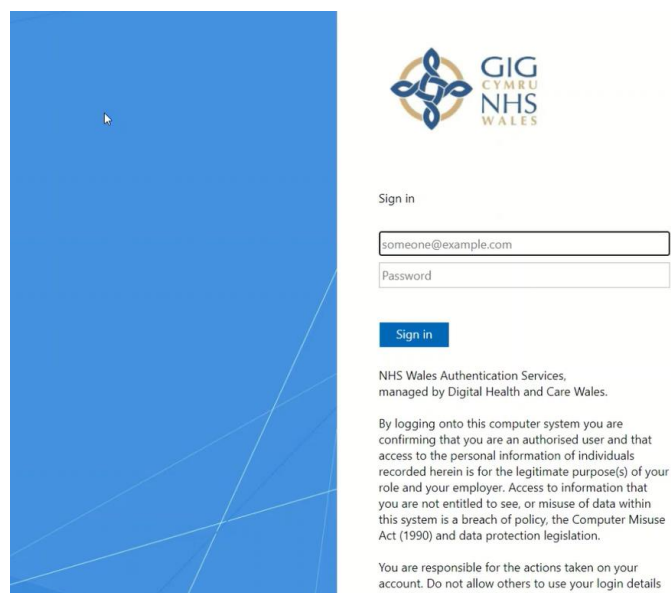 GIG
CYMRU
NHS
WALES
Sign in
someone@example.com
Password
Sign in
NHS Wales Authentication Services,
managed by Digital Health and Care Wales.
By logging onto this computer system you are
confirming that you are an authorised user and that
access to the personal information of individuals
recorded herein is for the legitimate purpose(s) of your
role and your employer. Access to information that
you are not entitled to see, or misuse of data within
this system is a breach of policy, the Computer Misuse
Act (1990) and data protection legislation.
You are responsible for the actions taken on your
account. Do not allow others to use your login details